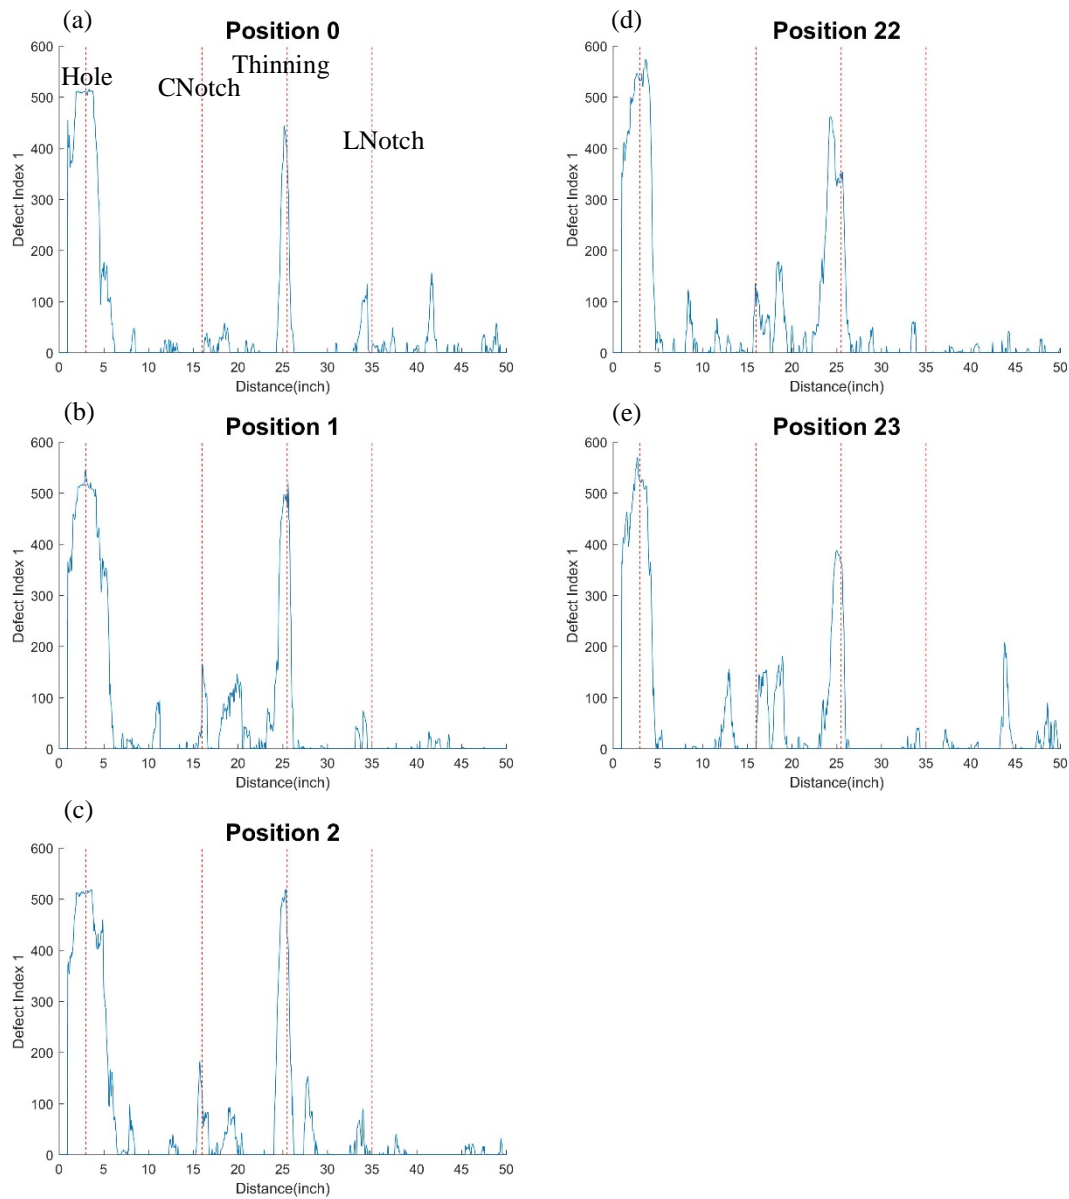 (a)
Position 0
Hole
CNotch
Thinning
LNotch
Defect Index 1
600
500
400
300
200
100
0
0 5 10 15 20 25 30 35 40 45 50
Distance(inch)
(b)
Position 1
Defect Index 1
600
500
400
300
200
100
0
0 5 10 15 20 25 30 35 40 45 50
Distance(inch)
(c)
Position 2
Defect Index 1
600
500
400
300
200
100
0
0 5 10 15 20 25 30 35 40 45 50
Distance(inch)
(d)
Position 22
Defect Index 1
600
500
400
300
200
100
0
0 5 10 15 20 25 30 35 40 45 50
Distance(inch)
(e)
Position 23
Defect Index 1
600
500
400
300
200
100
0
0 5 10 15 20 25 30 35 40 45 50
Distance(inch)